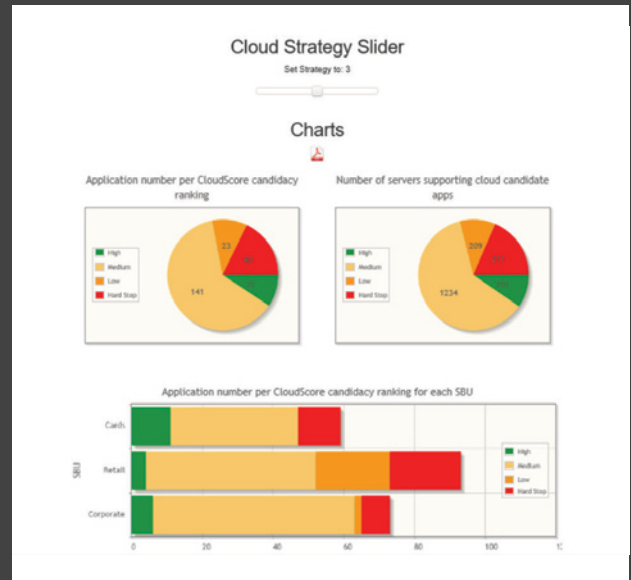 Cloud Strategy Slider
Set Strategy to: 3
Charts
Application number per CloudScore candidacy
ranking
High
Medium
Low
Hard Stop
23
141
Number of servers supporting cloud candidate
apps
High
Medium
Low
Hard Stop
209
1234
Application number per CloudScore candidacy ranking for each SBU
SBU
Cards
Retail
Corporate
High
Medium
Low
Hard Stop
0 20 40 60 80 100